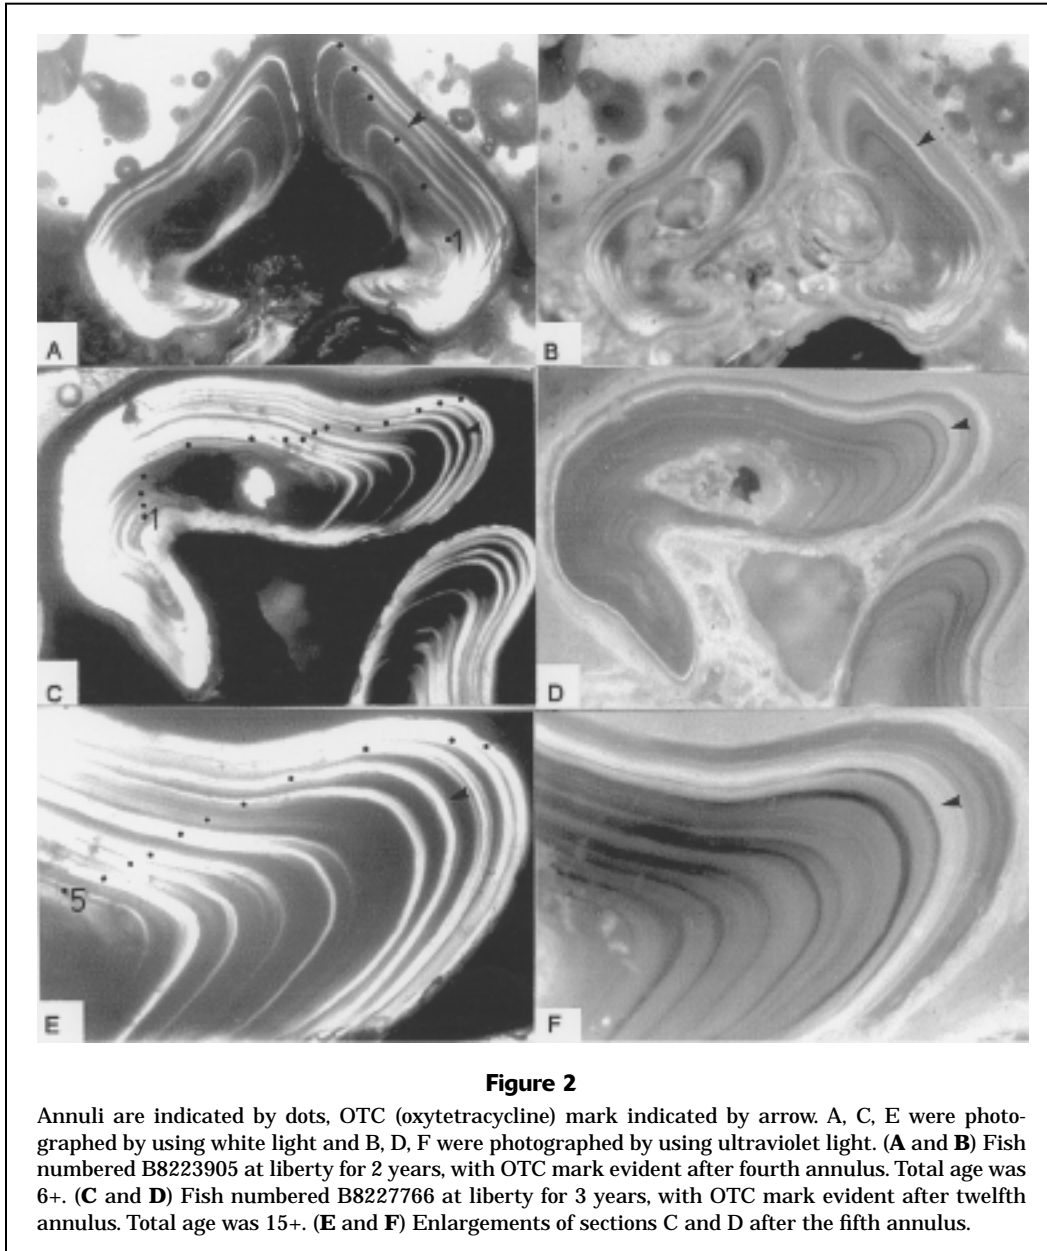 1
A
B
1
C
D
5
E
F
Figure 2
Annuli are indicated by dots, OTC (oxytetracycline) mark indicated by arrow. A, C, E were photo-
graphed by using white light and B, D, F were photographed by using ultraviolet light. (A and B) Fish
numbered B8223905 at liberty for 2 years, with OTC mark evident after fourth annulus. Total age was
6+. (C and D) Fish numbered B8227766 at liberty for 3 years, with OTC mark evident after twelfth
annulus. Total age was 15+. (E and F) Enlargements of sections C and D after the fifth annulus.